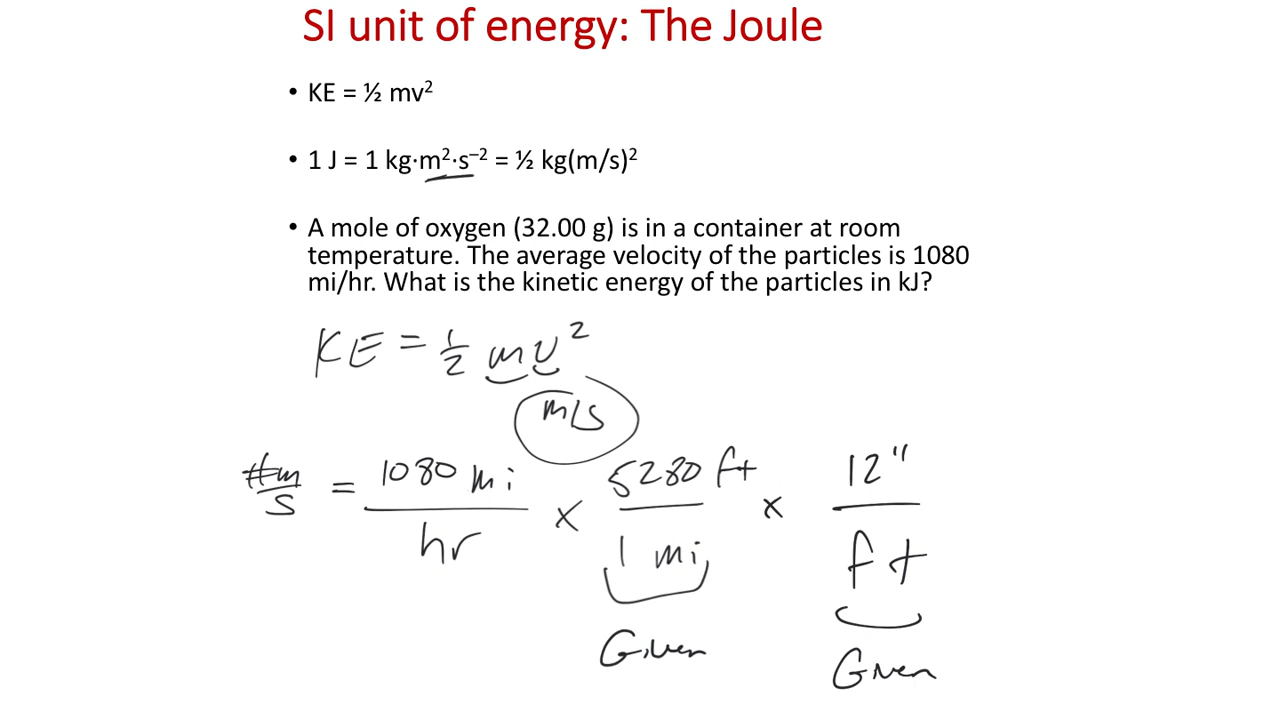 SI unit of energy: The Joule
• KE = ½ mv²
• 1 J = 1 kg·m²·s⁻² = ½ kg(m/s)²
• A mole of oxygen (32.00 g) is in a container at room
temperature. The average velocity of the particles is 1080
mi/hr. What is the kinetic energy of the particles in kJ?
KE = ½ mv²
m/s
#m/s = 1080 mi/hr × 5280 ft/1 mi × 12"/ft
Given Given